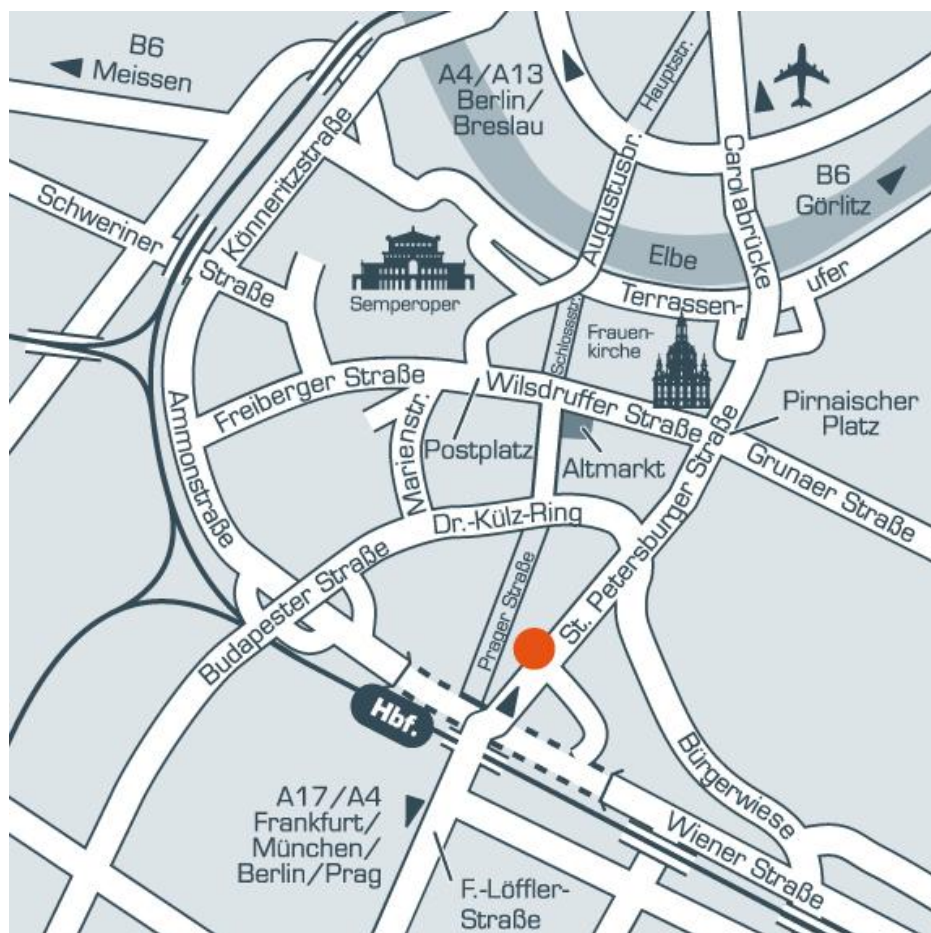 B6
Meissen
A4/A13
Berlin/
Breslau
Hauptstr.
Carolabrücke
B6
Görlitz
Schweriner
Straße
Könneritzstraße
Augustusbr.
Elbe
Semperoper
Terrassen-
ufer
Schlossstr.
Frauen-
kirche
Freiberger Straße
Wilsdruffer Straße
Pirnaischer
Platz
Ammonstraße
Marienstr.
Postplatz
Altmarkt
Grunaer Straße
Dr.-Külz-Ring
St. Petersburger Straße
Budapester Straße
Prager Straße
Hbf.
Bürgerwiese
A17/A4
Frankfurt/
München/
Berlin/Prag
Wiener Straße
F.-Löffler-
Straße